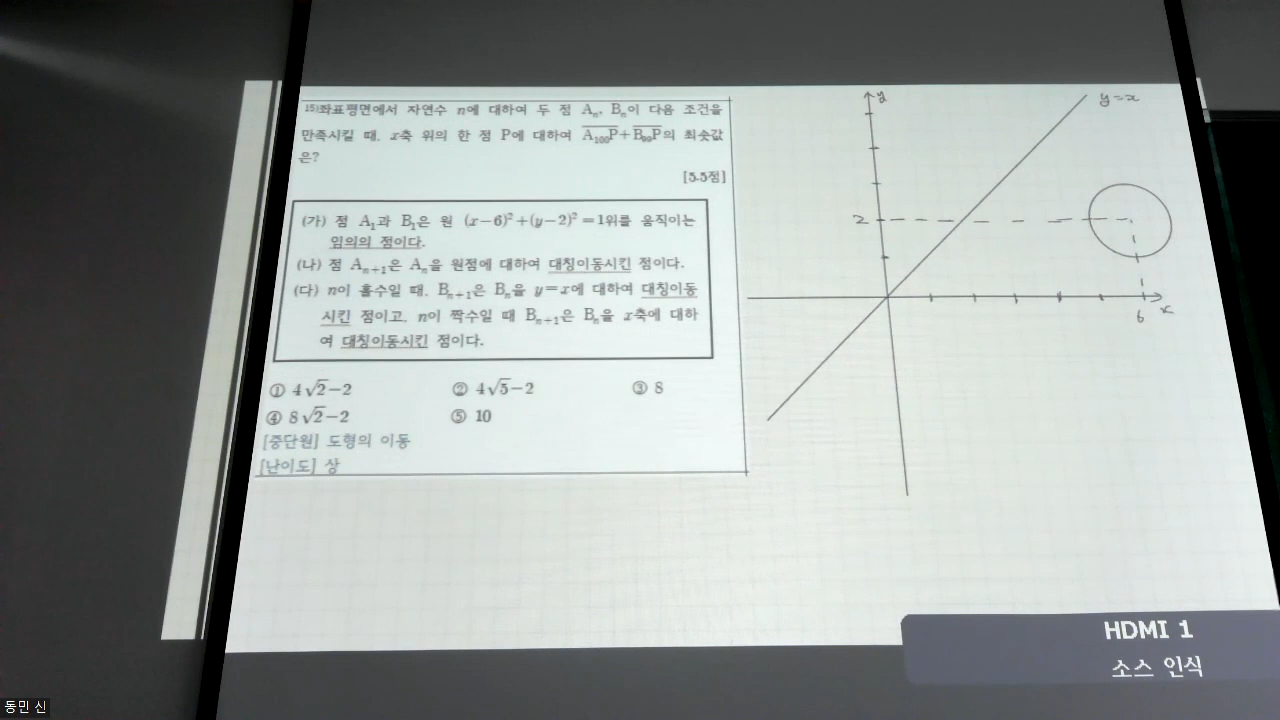 15)좌표평면에서 자연수 n에 대하여 두 점 Aₙ, Bₙ이 다음 조건을
만족시킬 때, x축 위의 한 점 P에 대하여 A₁₀₀P+B₉₉P의 최솟값
은?
[5.5점]
(가) 점 A₁과 B₁은 원 (x−6)²+(y−2)²=1위를 움직이는
임의의 점이다.
(나) 점 Aₙ₊₁은 Aₙ을 원점에 대하여 대칭이동시킨 점이다.
(다) n이 홀수일 때, Bₙ₊₁은 Bₙ을 y=x에 대하여 대칭이동
시킨 점이고, n이 짝수일 때 Bₙ₊₁은 Bₙ을 x축에 대하
여 대칭이동시킨 점이다.
① 4√2−2 ② 4√5−2 ③ 8
④ 8√2−2 ⑤ 10
[중단원] 도형의 이동
[난이도] 상
y
y=x
2
6
x
HDMI 1
소스 인식
동민 신